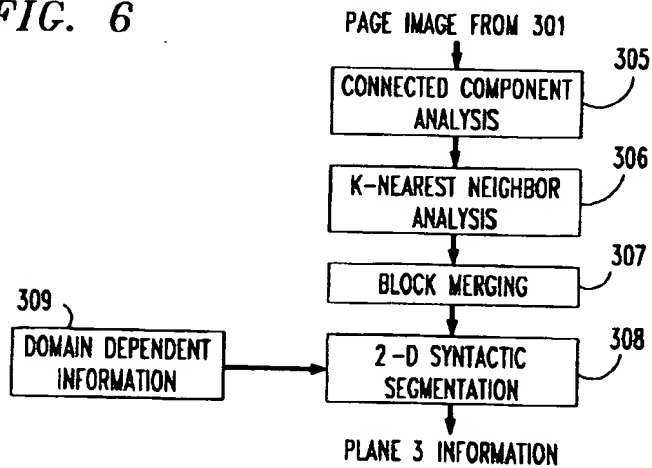 FIG. 6
PAGE IMAGE FROM 301
305
CONNECTED COMPONENT
ANALYSIS
306
K-NEAREST NEIGHBOR
ANALYSIS
307
BLOCK MERGING
309
DOMAIN DEPENDENT
INFORMATION
308
2-D SYNTACTIC
SEGMENTATION
PLANE 3 INFORMATION